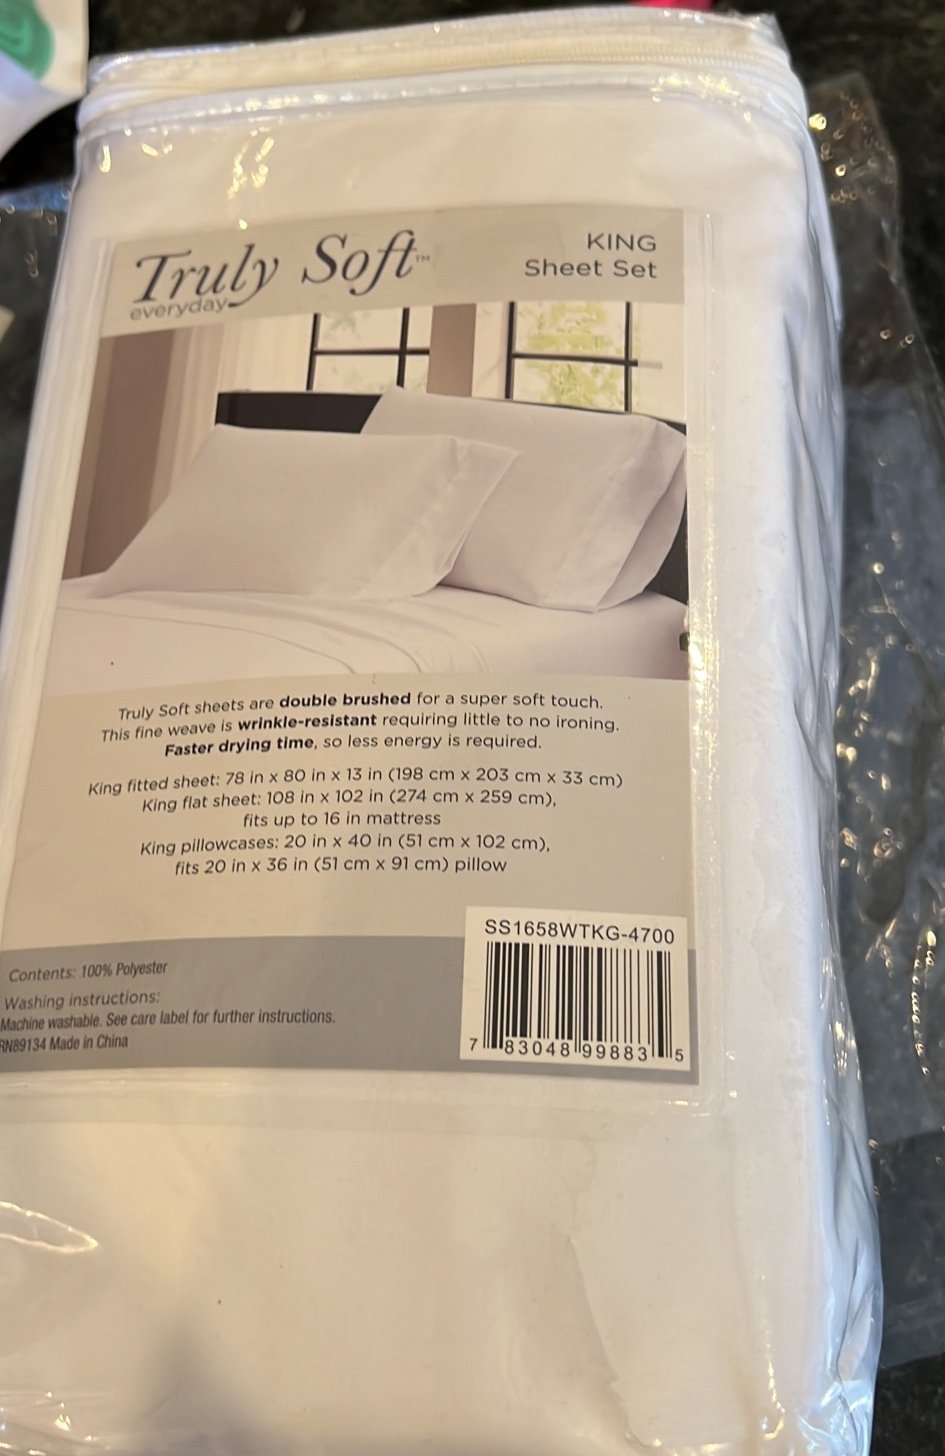 Truly Soft™
everyday
KING
Sheet Set
Truly Soft sheets are double brushed for a super soft touch.
This fine weave is wrinkle-resistant requiring little to no ironing.
Faster drying time, so less energy is required.
King fitted sheet: 78 in x 80 in x 13 in (198 cm x 203 cm x 33 cm)
King flat sheet: 108 in x 102 in (274 cm x 259 cm),
fits up to 16 in mattress
King pillowcases: 20 in x 40 in (51 cm x 102 cm),
fits 20 in x 36 in (51 cm x 91 cm) pillow
SS1658WTKG-4700
7 83048 99883 5
Contents: 100% Polyester
Washing instructions:
Machine washable. See care label for further instructions.
RN89134 Made in China